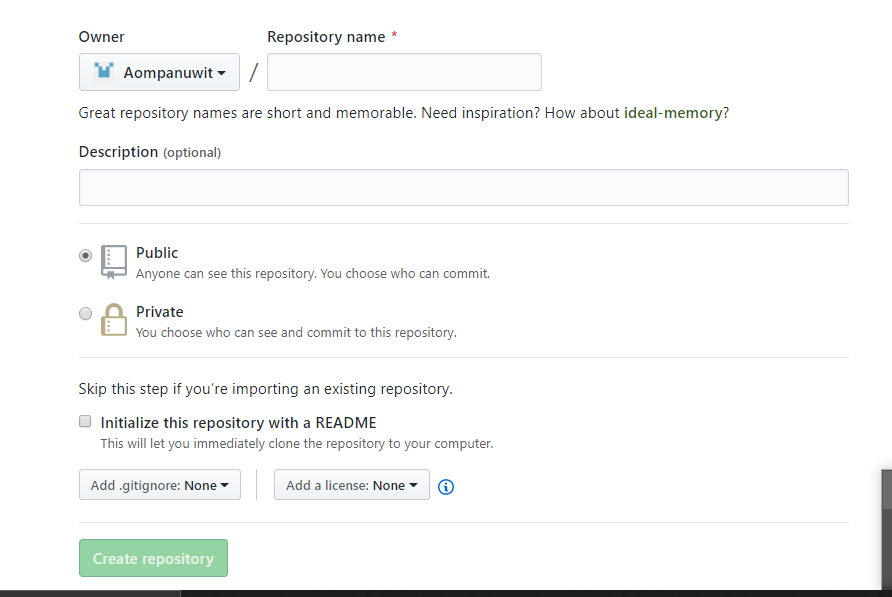 Owner
Repository name *
Aompanuwit
/
Great repository names are short and memorable. Need inspiration? How about ideal-memory?
Description (optional)
Public
Anyone can see this repository. You choose who can commit.
Private
You choose who can see and commit to this repository.
Skip this step if you're importing an existing repository.
Initialize this repository with a README
This will let you immediately clone the repository to your computer.
Add .gitignore: None
Add a license: None
Create repository